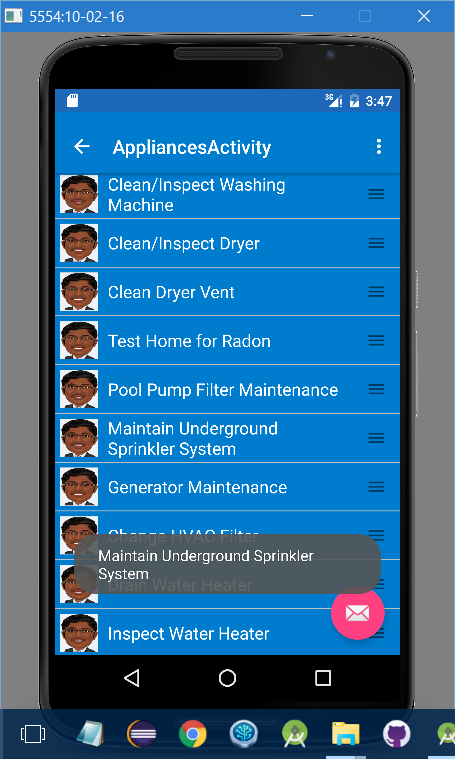 5554:10-02-16
3G 3:47
AppliancesActivity
Clean/Inspect Washing
Machine
Clean/Inspect Dryer
Clean Dryer Vent
Test Home for Radon
Pool Pump Filter Maintenance
Maintain Underground
Sprinkler System
Generator Maintenance
Change HVAC Filter
Maintain Underground Sprinkler
System
Drain Water Heater
Inspect Water Heater